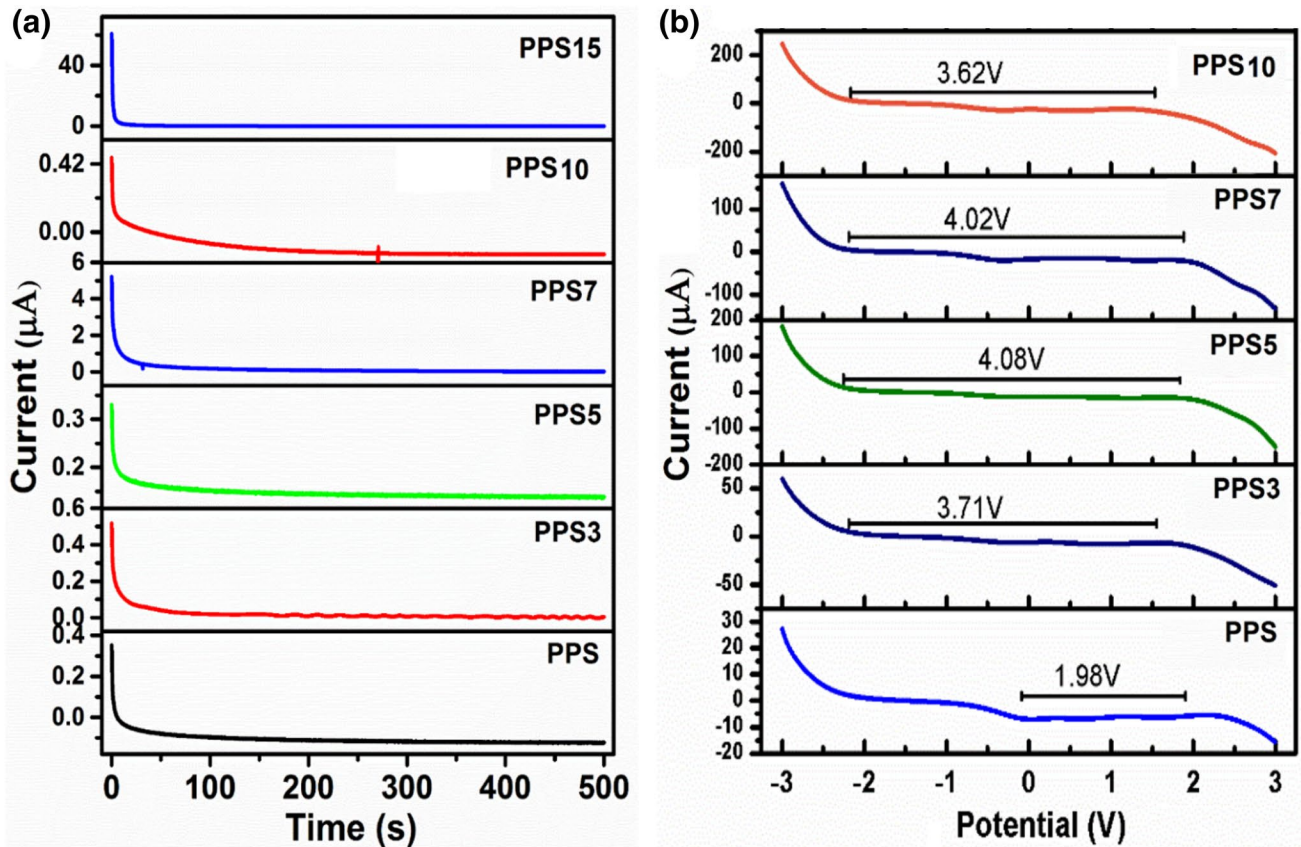 (a)
PPS15
40
0
PPS10
0.42
0.00
6
PPS7
4
2
0
PPS5
0.3
0.2
0.6
PPS3
0.4
0.2
0.0
0.4
PPS
0.2
0.0
0 100 200 300 400 500
Time (s)
Current (μA)
(b)
200
PPS10
3.62V
0
-200
PPS7
100
4.02V
0
-100
200
PPS5
100
4.08V
0
-100
-200
PPS3
50
3.71V
0
-50
30
PPS
20
10
1.98V
0
-10
-20
-3 -2 -1 0 1 2 3
Potential (V)
Current (μA)